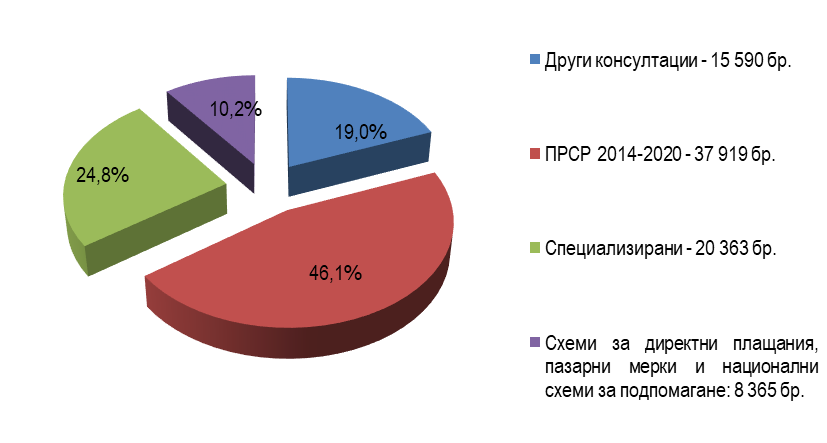 Други консултации - 15 590 бр.
10,2%
19,0%
ПРСР 2014-2020 - 37 919 бр.
24,8%
Специализирани - 20 363 бр.
46,1%
Схеми за директни плащания,
пазарни мерки и национални
схеми за подпомагане: 8 365 бр.